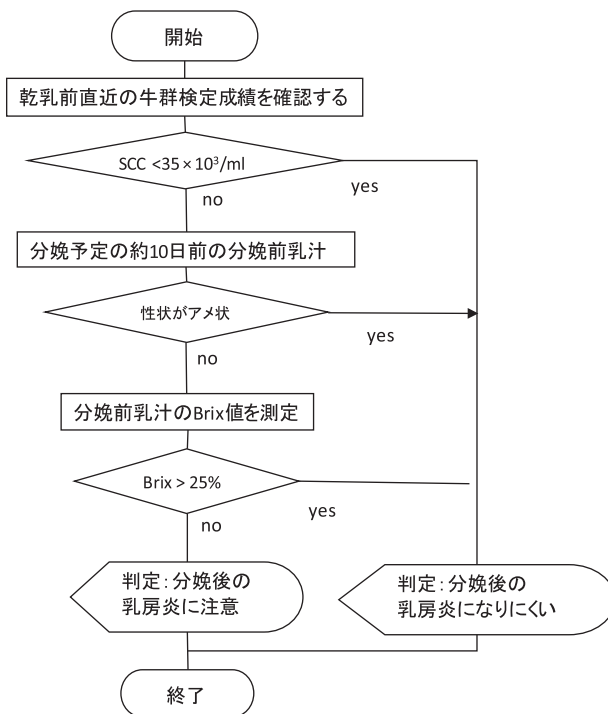 開始
乾乳前直近の牛群検定成績を確認する
SCC <35×10³/ml
yes
no
分娩予定の約10日前の分娩前乳汁
性状がアメ状
yes
no
分娩前乳汁のBrix値を測定
Brix > 25%
yes
no
判定：分娩後の
乳房炎に注意
判定：分娩後の
乳房炎になりにくい
終了